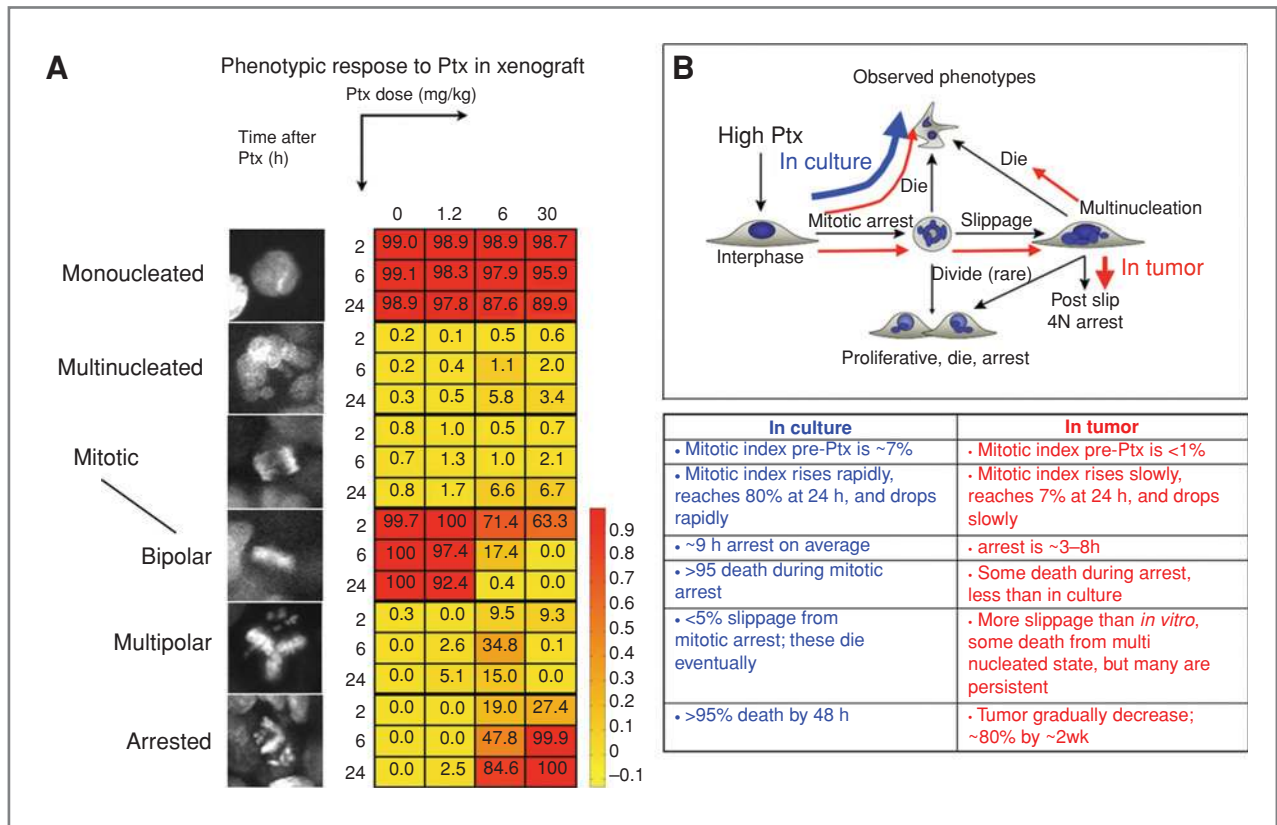 A
Phenotypic respose to Ptx in xenograft
Ptx dose (mg/kg)
Time after
Ptx (h)
0 1.2 6 30
Monoucleated
2 99.0 98.9 98.9 98.7
6 99.1 98.3 97.9 95.9
24 98.9 97.8 87.6 89.9
Multinucleated
2 0.2 0.1 0.5 0.6
6 0.2 0.4 1.1 2.0
24 0.3 0.5 5.8 3.4
Mitotic
2 0.8 1.0 0.5 0.7
6 0.7 1.3 1.0 2.1
24 0.8 1.7 6.6 6.7
Bipolar
2 99.7 100 71.4 63.3
6 100 97.4 17.4 0.0
24 100 92.4 0.4 0.0
Multipolar
2 0.3 0.0 9.5 9.3
6 0.0 2.6 34.8 0.1
24 0.0 5.1 15.0 0.0
Arrested
2 0.0 0.0 19.0 27.4
6 0.0 0.0 47.8 99.9
24 0.0 2.5 84.6 100
0.9
0.8
0.7
0.6
0.5
0.4
0.3
0.2
0.1
0
–0.1
B
Observed phenotypes
High Ptx
In culture
Die
Die
Multinucleation
Mitotic arrest
Slippage
Interphase
Divide (rare)
In tumor
Post slip
4N arrest
Proliferative, die, arrest
In culture
In tumor
• Mitotic index pre-Ptx is ~7%
• Mitotic index pre-Ptx is <1%
• Mitotic index rises rapidly,
reaches 80% at 24 h, and drops
rapidly
• Mitotic index rises slowly,
reaches 7% at 24 h, and drops
slowly
• ~9 h arrest on average
• arrest is ~3–8h
• >95 death during mitotic
arrest
• Some death during arrest,
less than in culture
• <5% slippage from
mitotic arrest; these die
eventually
• More slippage than in vitro,
some death from multi
nucleated state, but many are
persistent
• >95% death by 48 h
• Tumor gradually decrease;
~80% by ~2wk